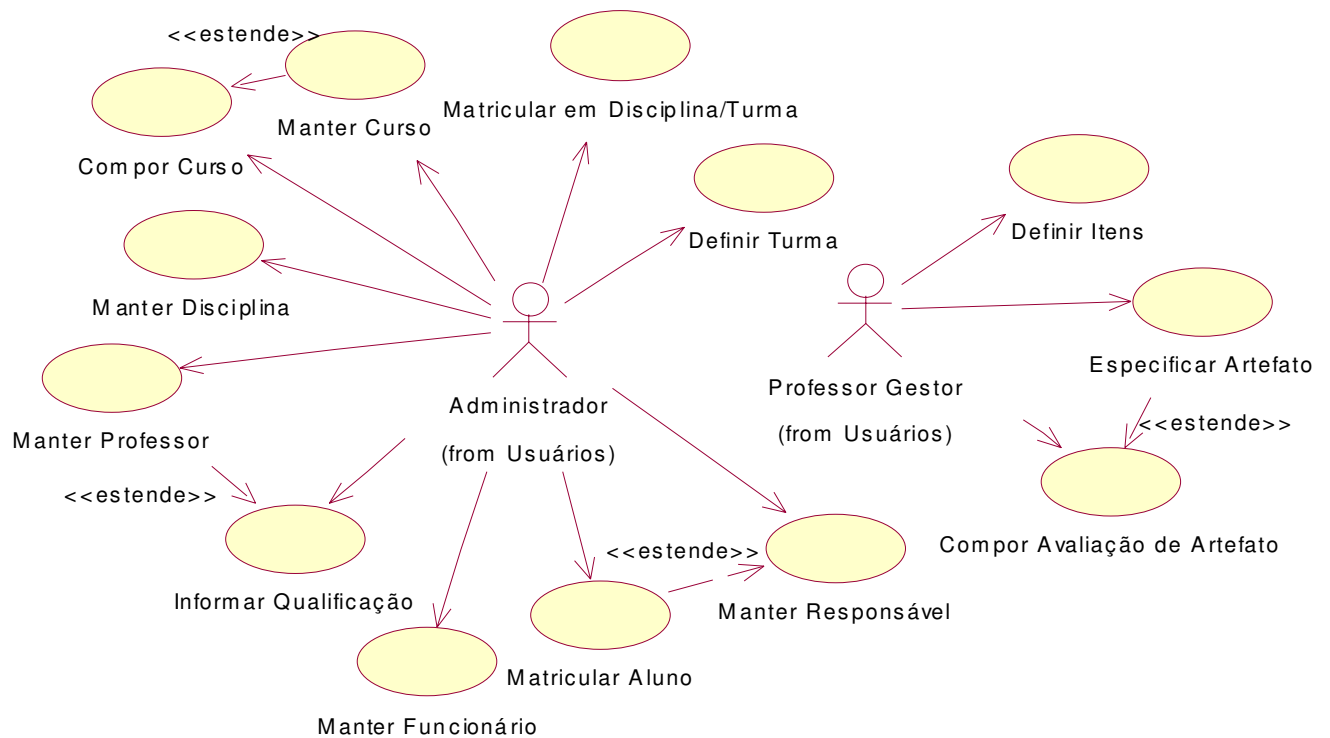 <<estende>>
Manter Curso
Matricular em Disciplina/Turma
Compor Curso
Definir Turma
Definir Itens
Manter Disciplina
Especificar Artefato
Professor Gestor
(from Usuários)
<<estende>>
Administrador
(from Usuários)
Manter Professor
<<estende>>
Compor Avaliação de Artefato
<<estende>>
Informar Qualificação
Manter Responsável
Matricular Aluno
Manter Funcionário